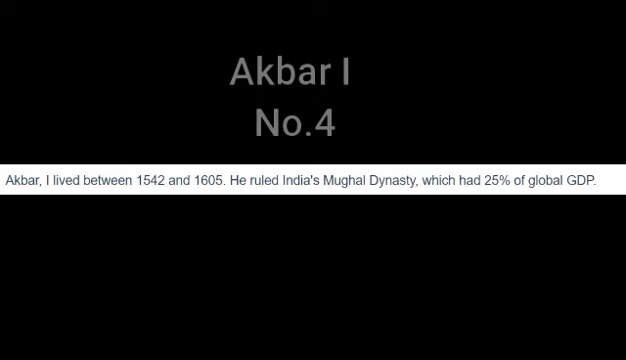 Akbar I
No.4
Akbar, I lived between 1542 and 1605. He ruled India's Mughal Dynasty, which had 25% of global GDP.